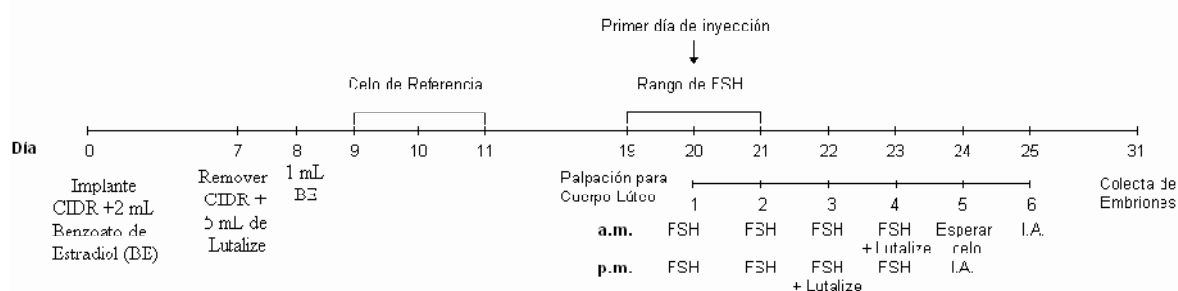 Primer día de inyección
Celo de Referencia
Rango de FSH
Día
0 7 8 9 10 11 19 20 21 22 23 24 25 31
Implante
CIDR +2 mL
Benzoato de
Estradiol (BE)
Remover
CIDR +
5 mL de
Lutalize
1 mL
BE
Palpación para
Cuerpo Lúteo
1 2 3 4 5 6
a.m. FSH FSH FSH FSH Esperar I.A.
+ Lutalize celo
p.m. FSH FSH FSH FSH I.A.
+ Lutalize
Colecta de
Embriones